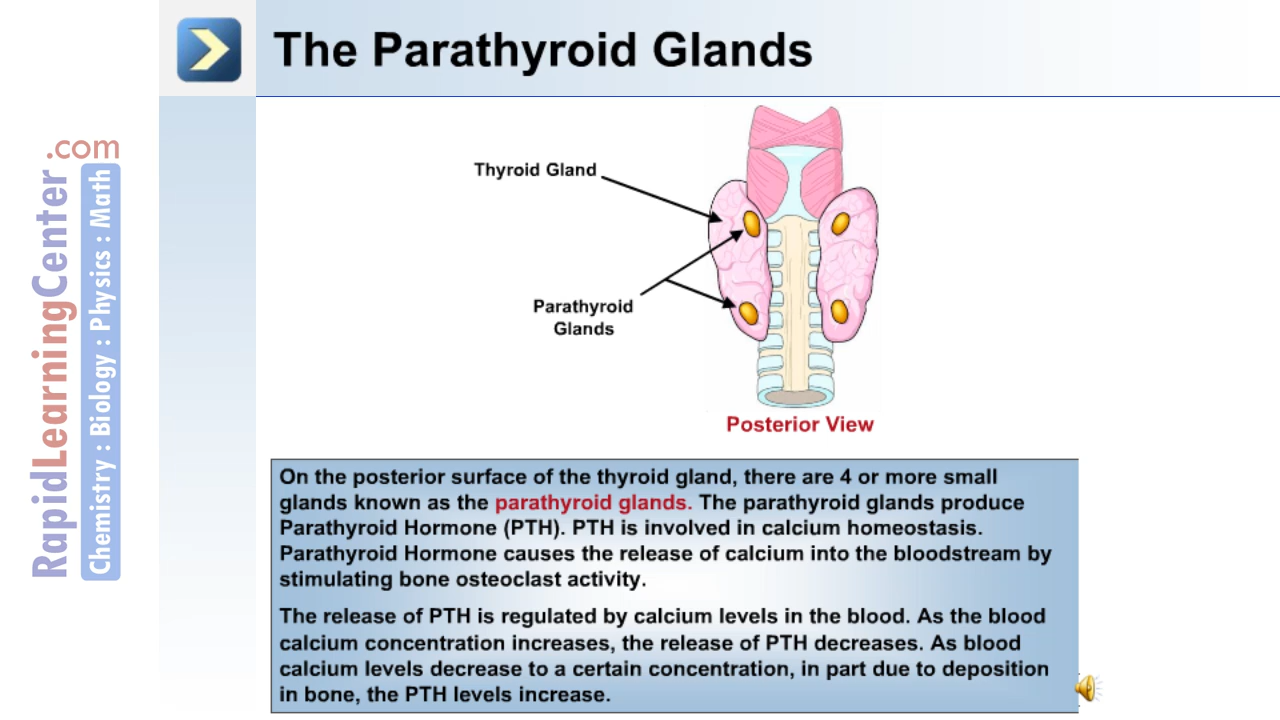 The Parathyroid Glands
RapidLearningCenter.com
Chemistry : Biology : Physics : Math
Thyroid Gland
Parathyroid
Glands
Posterior View
On the posterior surface of the thyroid gland, there are 4 or more small
glands known as the parathyroid glands. The parathyroid glands produce
Parathyroid Hormone (PTH). PTH is involved in calcium homeostasis.
Parathyroid Hormone causes the release of calcium into the bloodstream by
stimulating bone osteoclast activity.
The release of PTH is regulated by calcium levels in the blood. As the blood
calcium concentration increases, the release of PTH decreases. As blood
calcium levels decrease to a certain concentration, in part due to deposition
in bone, the PTH levels increase.